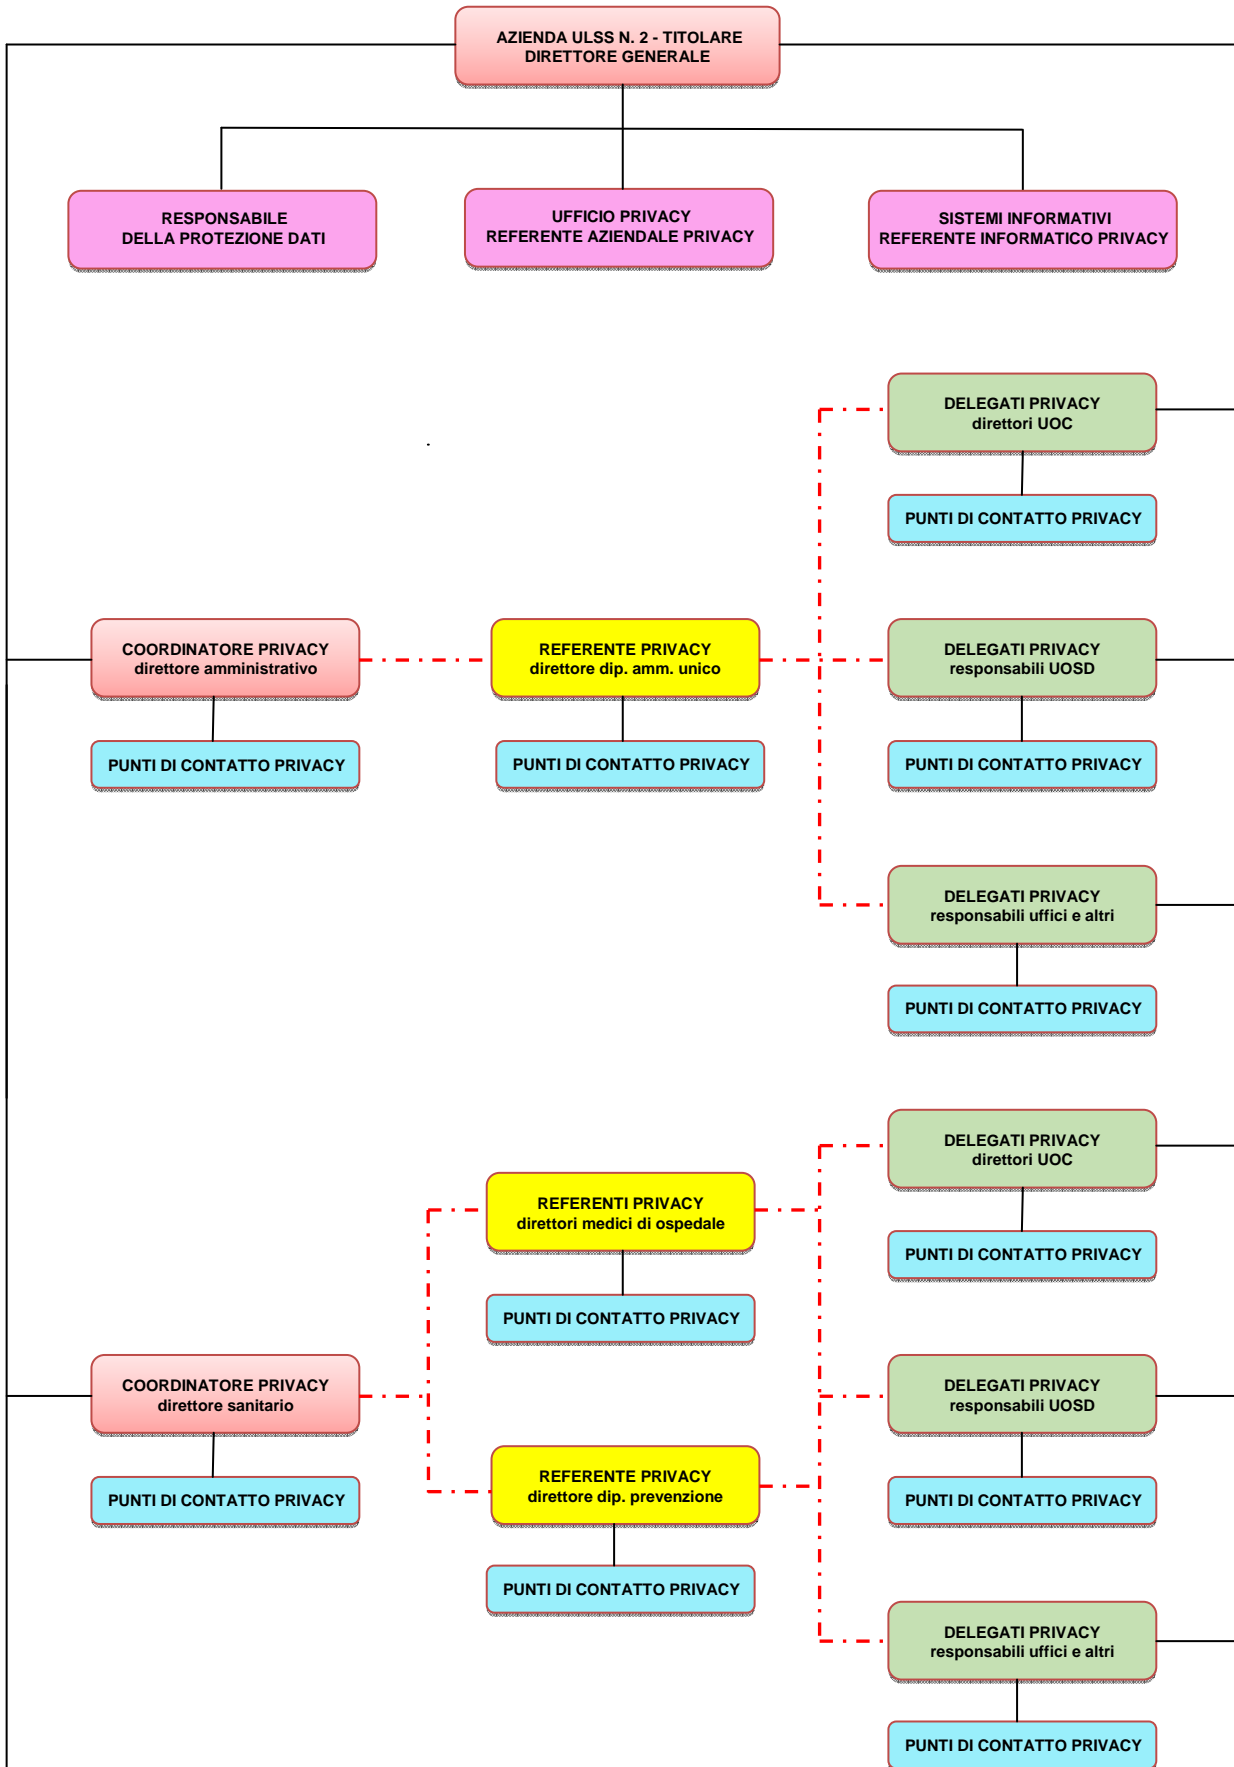 AZIENDA ULSS N. 2 - TITOLARE
DIRETTORE GENERALE
RESPONSABILE
DELLA PROTEZIONE DATI
UFFICIO PRIVACY
REFERENTE AZIENDALE PRIVACY
SISTEMI INFORMATIVI
REFERENTE INFORMATICO PRIVACY
DELEGATI PRIVACY
direttori UOC
PUNTI DI CONTATTO PRIVACY
COORDINATORE PRIVACY
direttore amministrativo
REFERENTE PRIVACY
direttore dip. amm. unico
DELEGATI PRIVACY
responsabili UOSD
PUNTI DI CONTATTO PRIVACY
PUNTI DI CONTATTO PRIVACY
PUNTI DI CONTATTO PRIVACY
DELEGATI PRIVACY
responsabili uffici e altri
PUNTI DI CONTATTO PRIVACY
DELEGATI PRIVACY
direttori UOC
REFERENTI PRIVACY
direttori medici di ospedale
PUNTI DI CONTATTO PRIVACY
PUNTI DI CONTATTO PRIVACY
COORDINATORE PRIVACY
direttore sanitario
DELEGATI PRIVACY
responsabili UOSD
REFERENTE PRIVACY
direttore dip. prevenzione
PUNTI DI CONTATTO PRIVACY
PUNTI DI CONTATTO PRIVACY
PUNTI DI CONTATTO PRIVACY
DELEGATI PRIVACY
responsabili uffici e altri
PUNTI DI CONTATTO PRIVACY